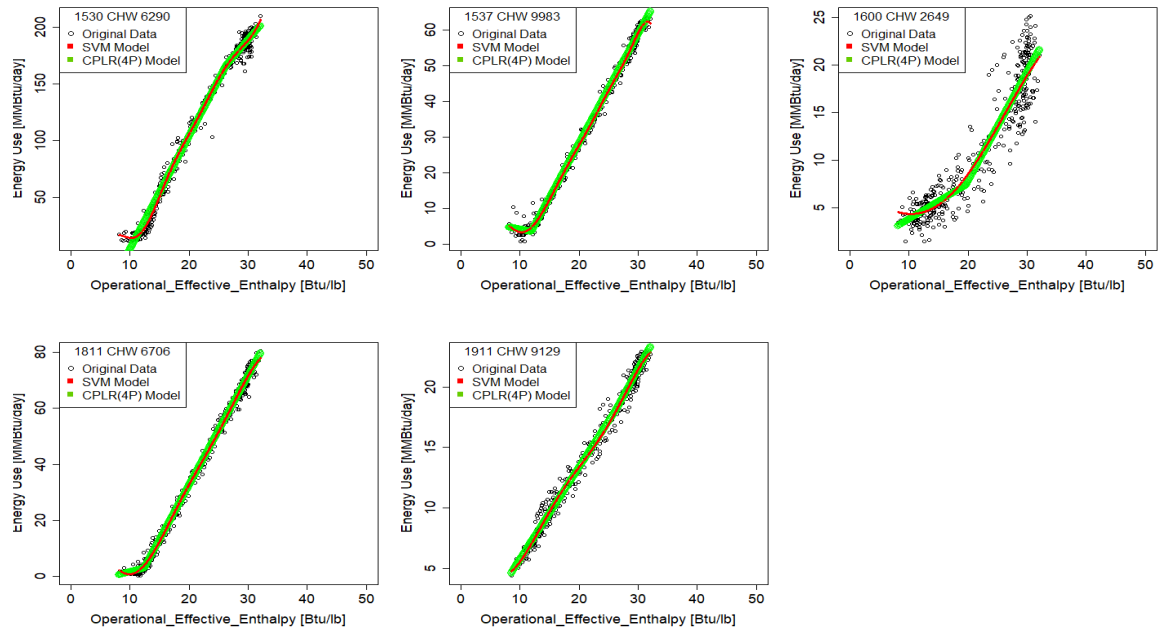 1530 CHW 6290
Original Data
SVM Model
CPLR(4P) Model
Energy Use [MMBtu/day]
50
100
150
200
0 10 20 30 40 50
Operational_Effective_Enthalpy [Btu/lb]
1537 CHW 9983
Original Data
SVM Model
CPLR(4P) Model
Energy Use [MMBtu/day]
0
10
20
30
40
50
60
0 10 20 30 40 50
Operational_Effective_Enthalpy [Btu/lb]
1600 CHW 2649
Original Data
SVM Model
CPLR(4P) Model
Energy Use [MMBtu/day]
5
10
15
20
25
0 10 20 30 40 50
Operational_Effective_Enthalpy [Btu/lb]
1811 CHW 6706
Original Data
SVM Model
CPLR(4P) Model
Energy Use [MMBtu/day]
0
20
40
60
80
0 10 20 30 40 50
Operational_Effective_Enthalpy [Btu/lb]
1911 CHW 9129
Original Data
SVM Model
CPLR(4P) Model
Energy Use [MMBtu/day]
5
10
15
20
0 10 20 30 40 50
Operational_Effective_Enthalpy [Btu/lb]